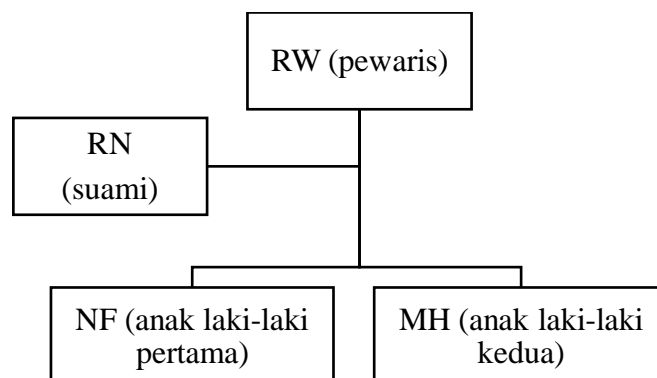 RW (pewaris)
RN
(suami)
NF (anak laki-laki
pertama)
MH (anak laki-laki
kedua)